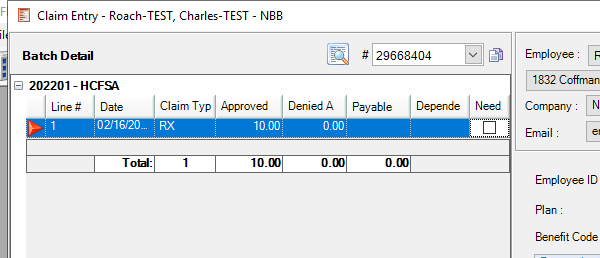 Claim Entry - Roach-TEST, Charles-TEST - NBB
Batch Detail
# 29668404
202201 - HCFSA
Line # Date Claim Typ Approved Denied A Payable Depende Need
1 02/16/20... RX 10.00 0.00
Total: 1 10.00 0.00 0.00
Employee : R
1832 Coffman
Company : N
Email : en
Employee ID
Plan :
Benefit Code